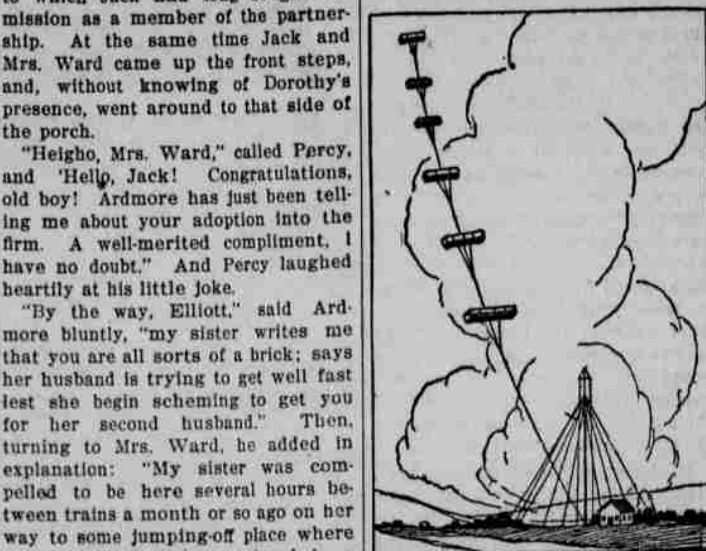 mission as a member of the partner-
ship. At the same time Jack and
Mrs. Ward came up the front steps,
and, without knowing of Dorothy's
presence, went around to that side of
the porch.
"Heigho, Mrs. Ward," called Percy,
and 'Hello, Jack! Congratulations,
old boy! Ardmore has just been tell-
ing me about your adoption into the
firm. A well-merited compliment, I
have no doubt." And Percy laughed
heartily at his little joke.
"By the way, Elliott," said Ard-
more bluntly, "my sister writes me
that you are all sorts of a brick; says
her husband is trying to get well fast
lest she begin scheming to get you
for her second husband." Then,
turning to Mrs. Ward, he added in
explanation: "My sister was com-
pelled to be here several hours be-
tween trains a month or so ago on her
way to some jumping-off place where